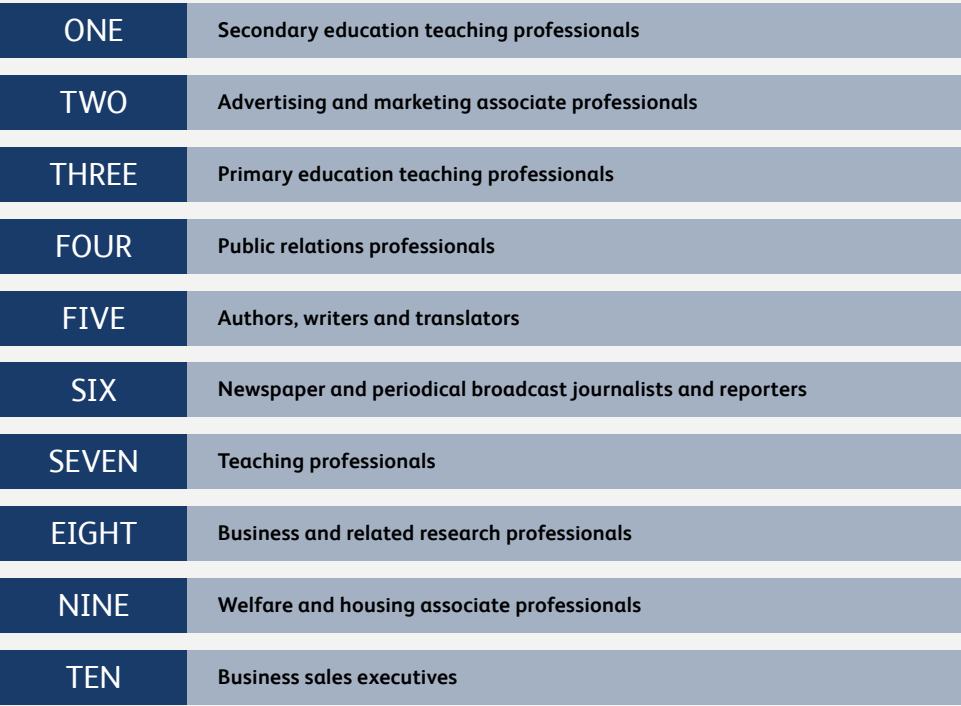 ONE Secondary education teaching professionals
TWO Advertising and marketing associate professionals
THREE Primary education teaching professionals
FOUR Public relations professionals
FIVE Authors, writers and translators
SIX Newspaper and periodical broadcast journalists and reporters
SEVEN Teaching professionals
EIGHT Business and related research professionals
NINE Welfare and housing associate professionals
TEN Business sales executives